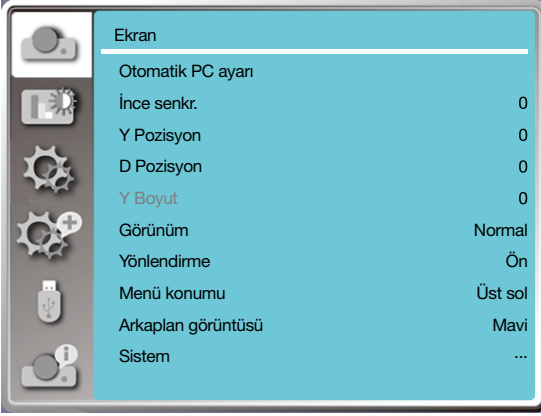 Ekran
Otomatik PC ayarı
İnce senkr. 0
Y Pozisyon 0
D Pozisyon 0
Y Boyut 0
Görünüm Normal
Yönlendirme Ön
Menü konumu Üst sol
Arkaplan görüntüsü Mavi
Sistem ...